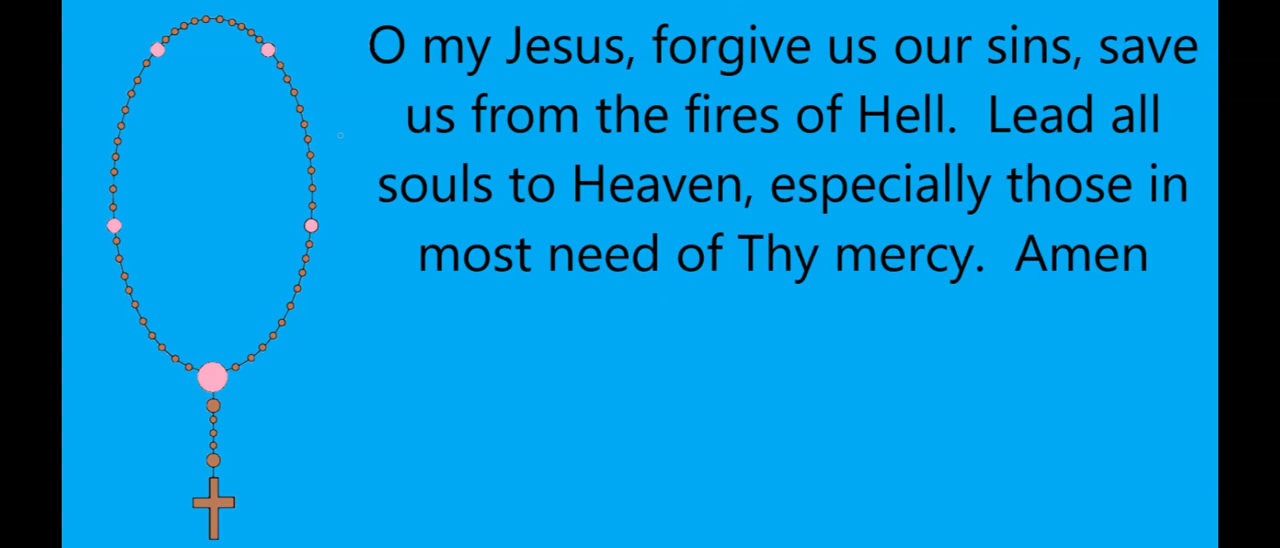 O my Jesus, forgive us our sins, save
us from the fires of Hell.  Lead all
souls to Heaven, especially those in
most need of Thy mercy.  Amen